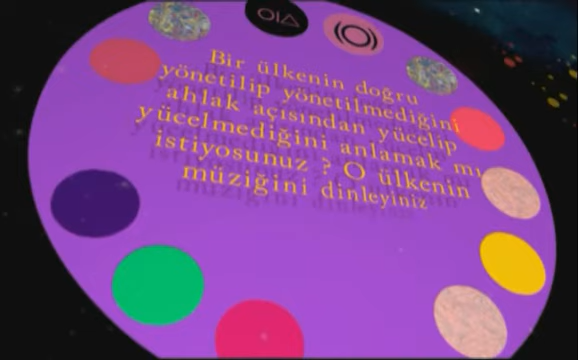 Bir ülkenin doğru
yönetilip yönetilmediğini
ahlak açısından yücelip
yücelmediğini anlamak mı
istiyosunuz ? O ülkenin
müziğini dinleyiniz